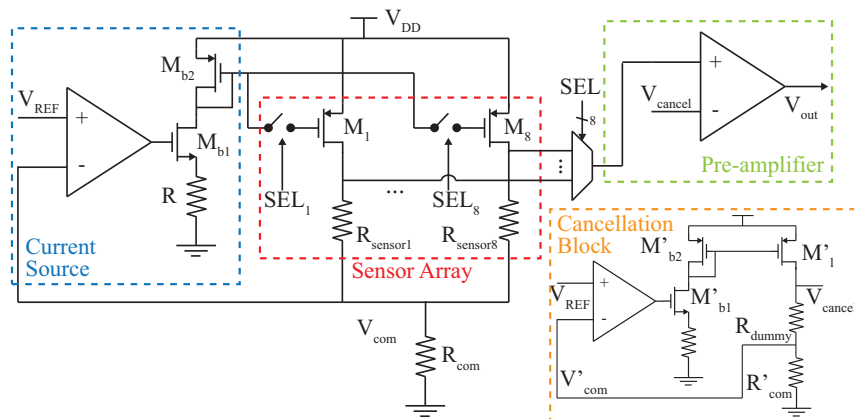 V_DD
M_b2
V_REF
+
-
M_b1
R
Current
Source
M_1
M_8
SEL_1
...
SEL_8
R_sensor1
R_sensor8
Sensor Array
V_com
R_com
SEL
8
...
+
V_cancel
-
V_out
Pre-amplifier
Cancellation
Block
M'_b2
M'_1
V_REF
+
-
M'_b1
V_cancel
R_dummy
V'_com
R'_com